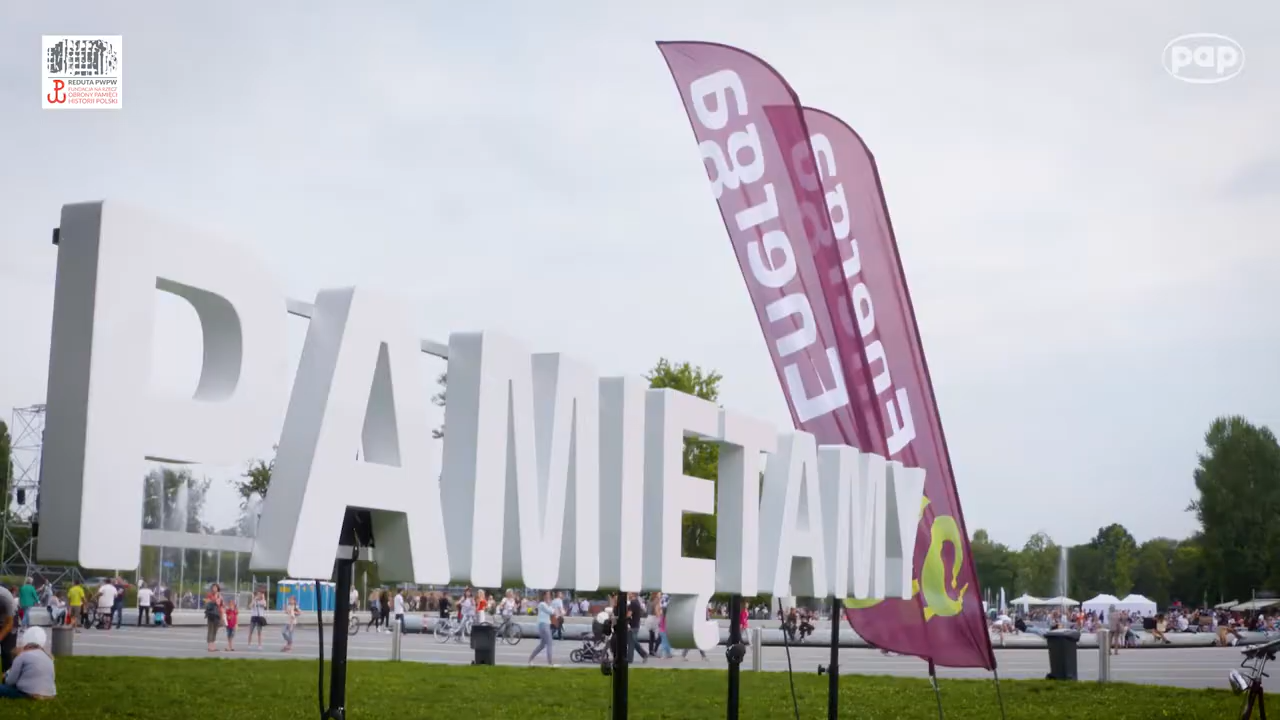 REDUTA PWPW
FUNDACJA NA RZECZ
OBRONY PAMIĘCI
HISTORII POLSKI
pap
PAMIĘTAMY
Energa
Energa